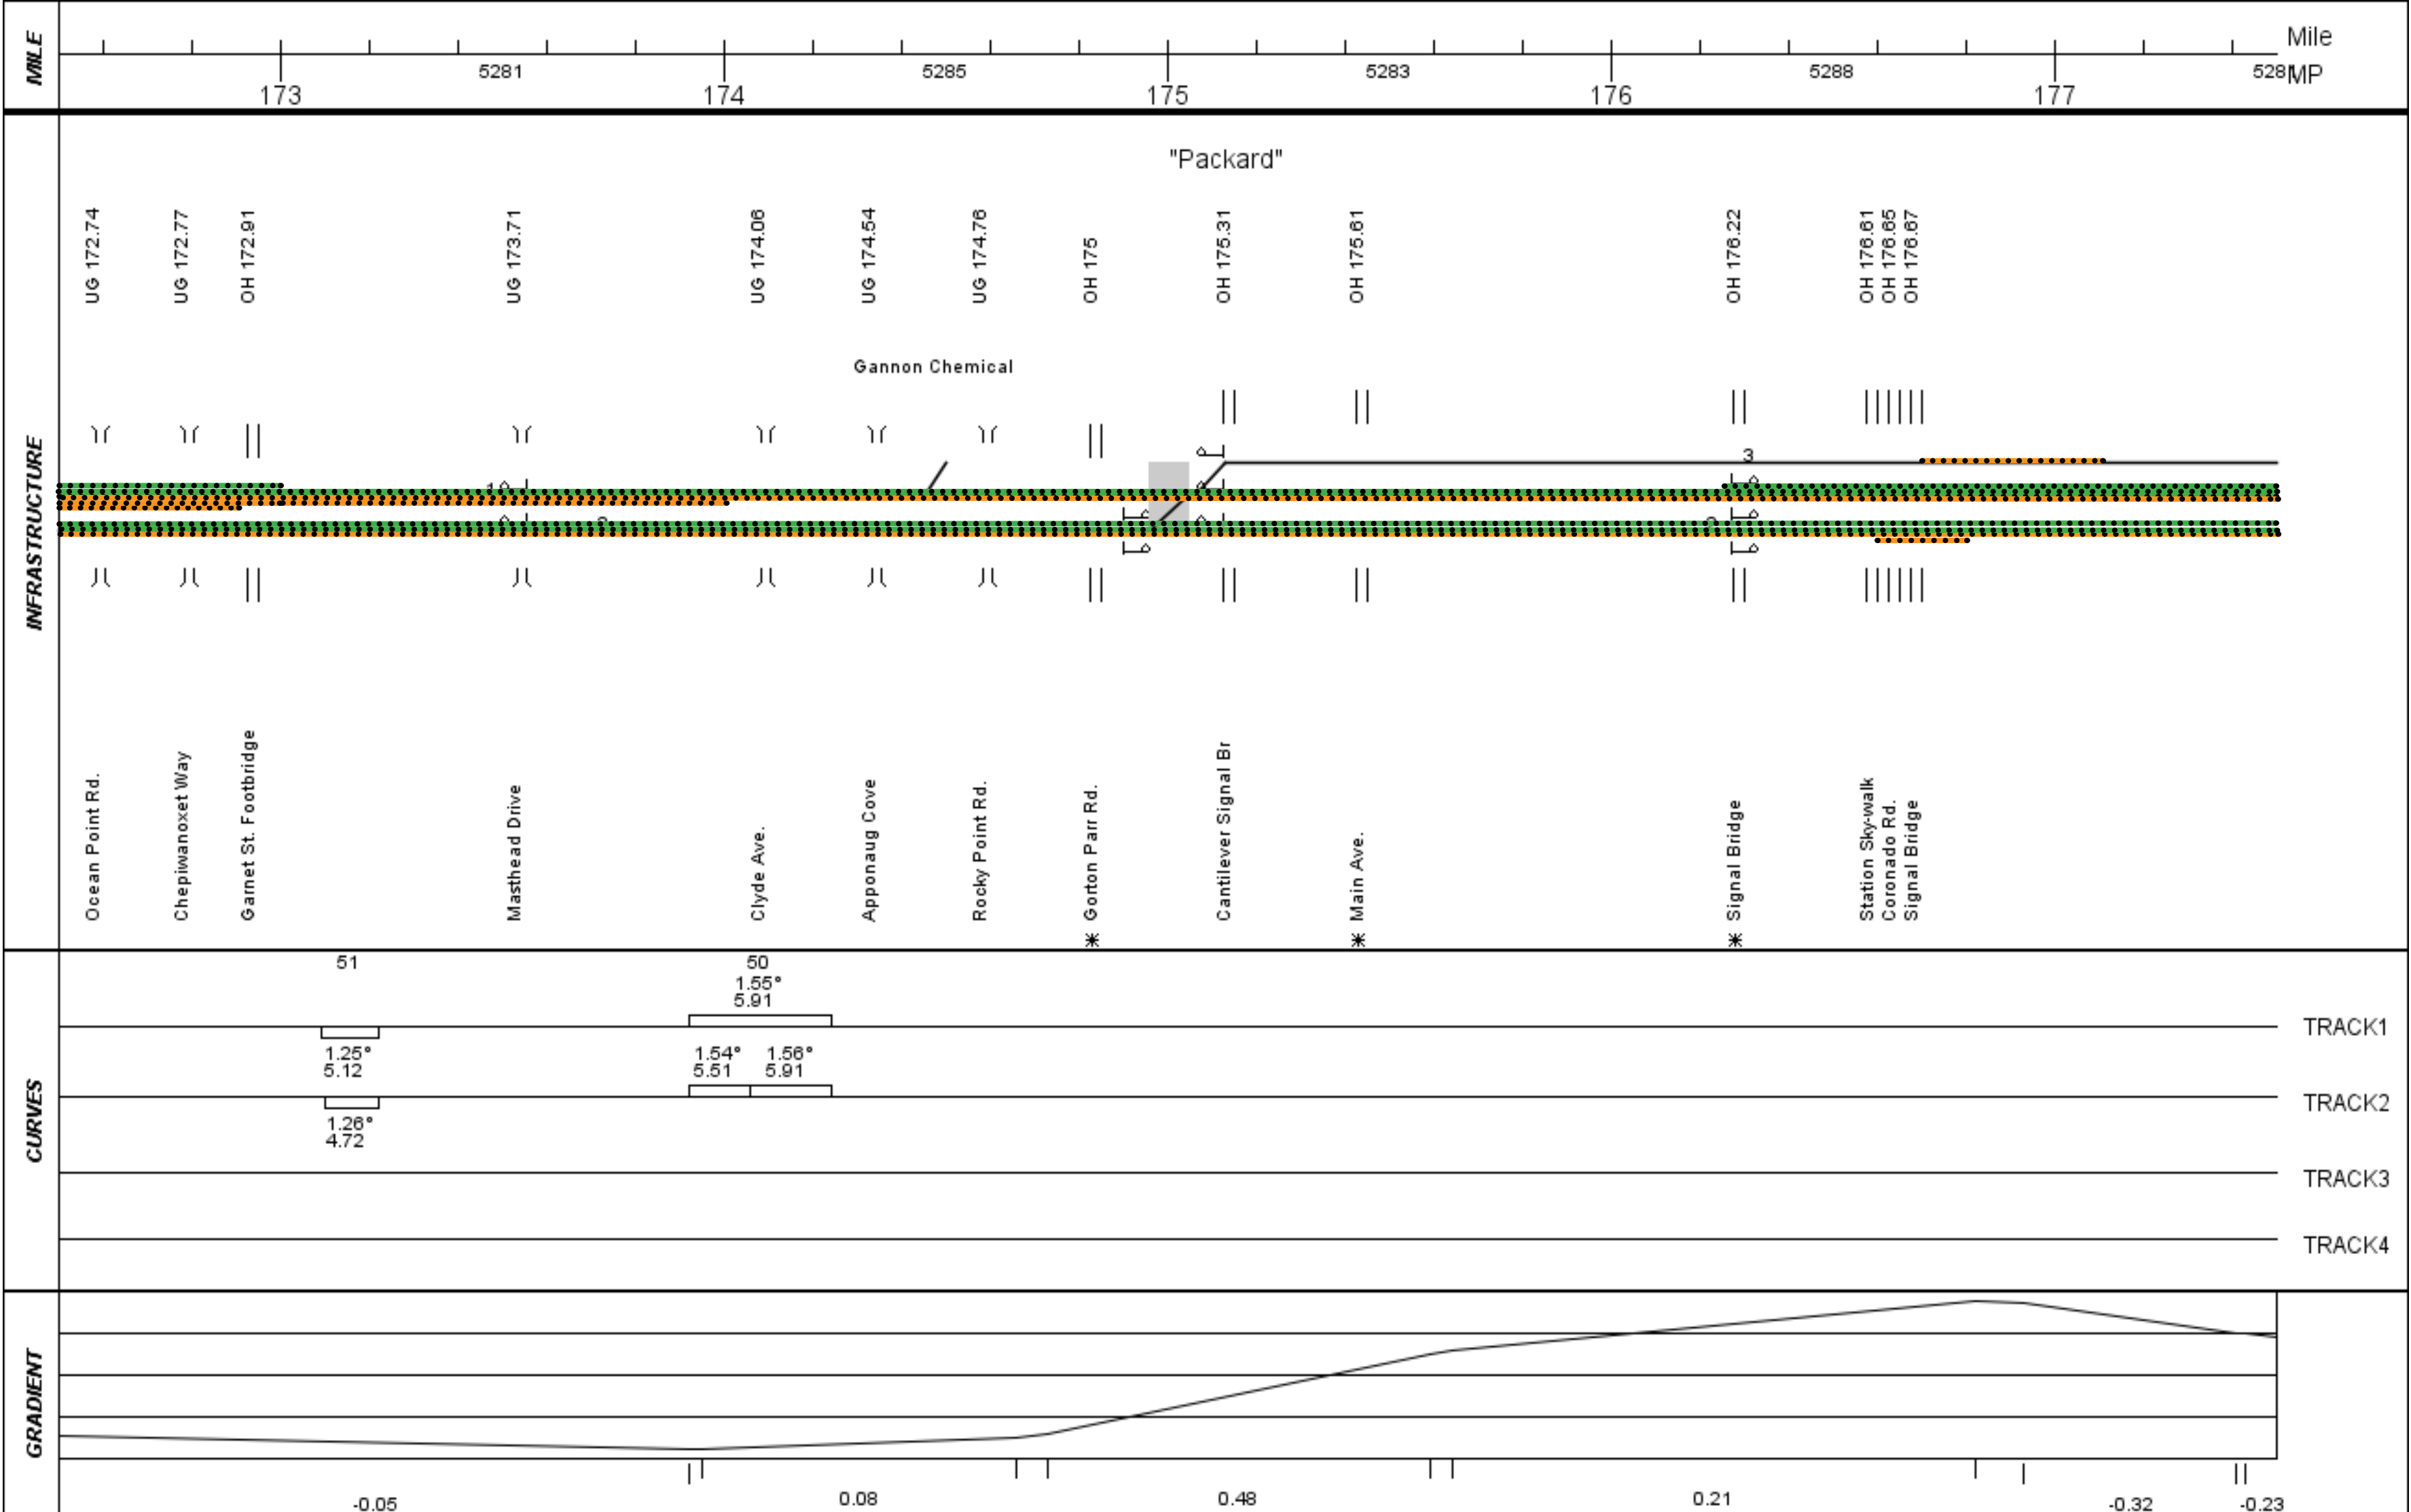 MILE
Mile
5281 5285 5283 5288 528
MP
173 174 175 176 177
INFRASTRUCTURE
"Packard"
UG 172.74
UG 172.77
OH 172.91
UG 173.71
UG 174.06
UG 174.54
UG 174.76
OH 175
OH 175.31
OH 175.61
OH 176.22
OH 176.61
OH 176.65
OH 176.67
Gannon Chemical
3
Ocean Point Rd.
Chepiwanoxet Way
Garnet St. Footbridge
Masthead Drive
Clyde Ave.
Apponaug Cove
Rocky Point Rd.
Gorton Parr Rd.
Cantilever Signal Br
Main Ave.
Signal Bridge
Station Sky-walk
Coronado Rd.
Signal Bridge
CURVES
51 50
1.55°
5.91
TRACK1
1.25° 1.54° 1.56°
5.12 5.51 5.91
TRACK2
1.26°
4.72
TRACK3
TRACK4
GRADIENT
-0.05 0.08 0.48 0.21 -0.32 -0.23